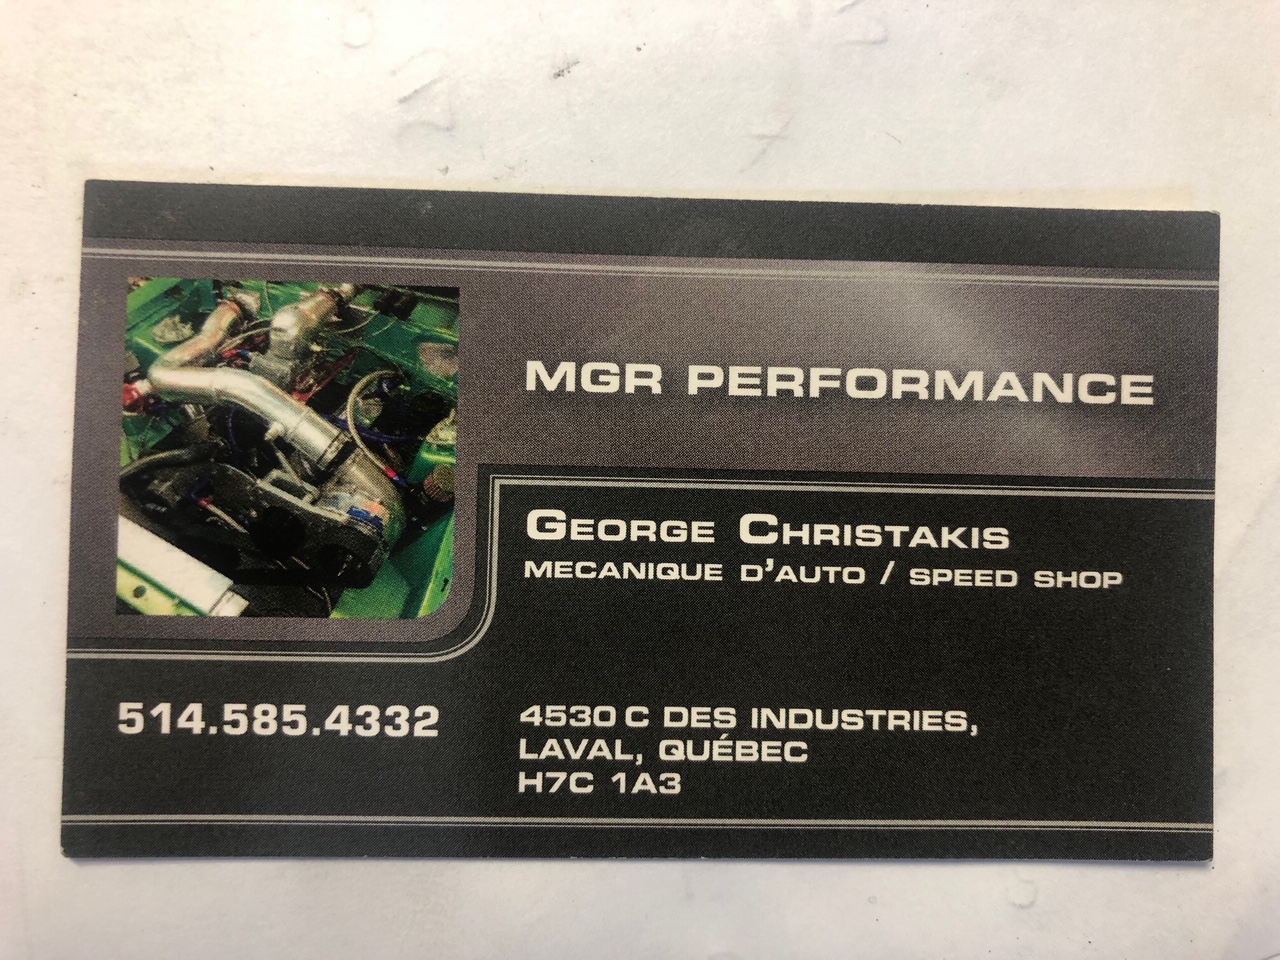 MGR PERFORMANCE
GEORGE CHRISTAKIS
MECANIQUE D'AUTO / SPEED SHOP
514.585.4332
4530 C DES INDUSTRIES,
LAVAL, QUÉBEC
H7C 1A3